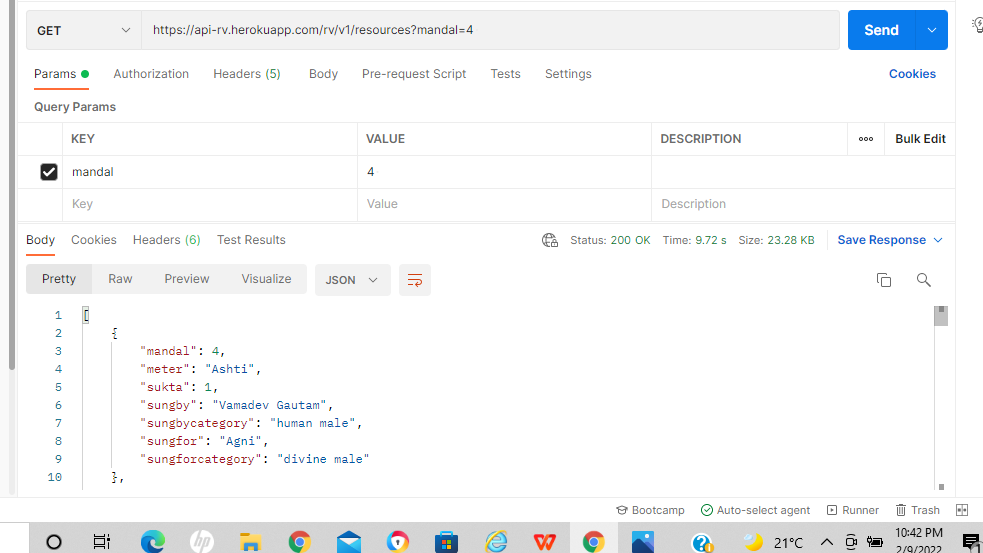 GET https://api-rv.herokuapp.com/rv/v1/resources?mandal=4 Send
Params Authorization Headers (5) Body Pre-request Script Tests Settings Cookies
Query Params
KEY VALUE DESCRIPTION Bulk Edit
mandal 4
Key Value Description
Body Cookies Headers (6) Test Results Status: 200 OK Time: 9.72 s Size: 23.28 KB Save Response
Pretty Raw Preview Visualize JSON
1 [
2 {
3 "mandal": 4,
4 "meter": "Ashti",
5 "sukta": 1,
6 "sungby": "Vamadev Gautam",
7 "sungbycategory": "human male",
8 "sungfor": "Agni",
9 "sungforcategory": "divine male"
10 },
Bootcamp Auto-select agent Runner Trash
21°C 10:42 PM
2/9/2022